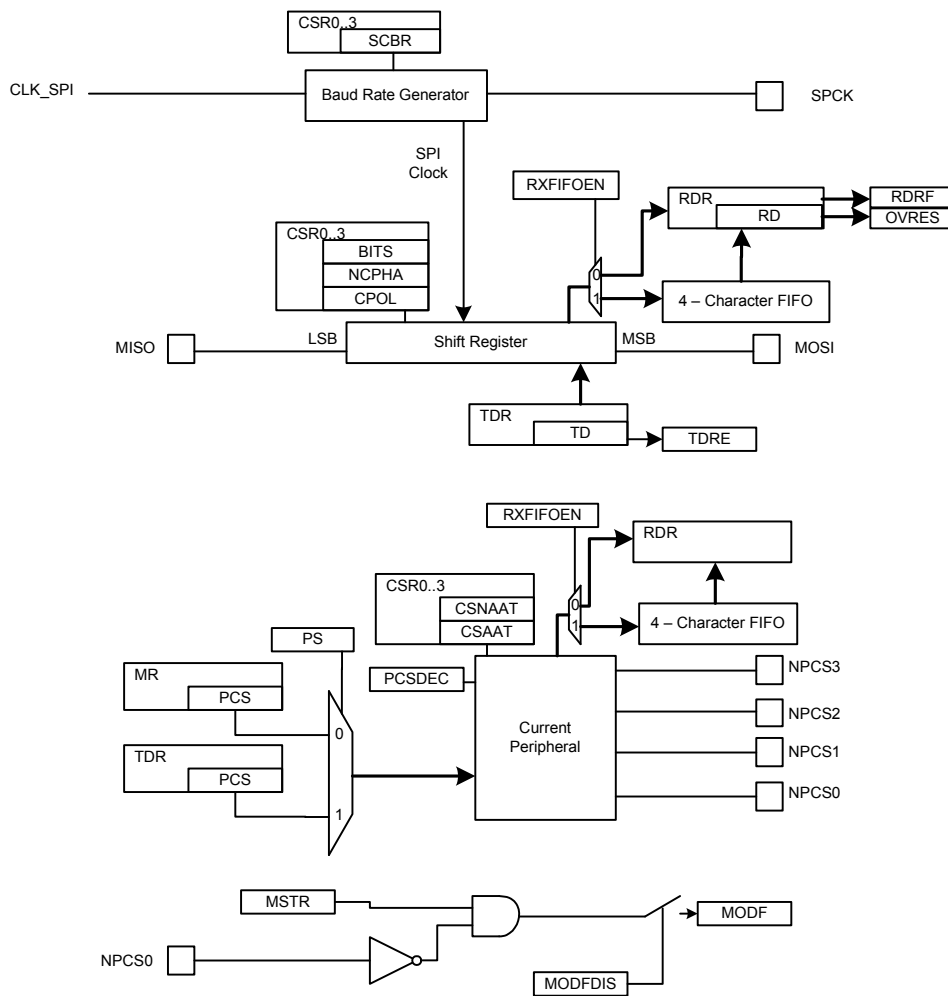 CSR0..3
SCBR
CLK_SPI
Baud Rate Generator
SPCK
SPI
Clock
RXFIFOEN
RDR
RD
RDRF
OVRES
CSR0..3
BITS
NCPHA
CPOL
0
1
4 – Character FIFO
MISO
LSB
Shift Register
MSB
MOSI
TDR
TD
TDRE
RXFIFOEN
RDR
CSR0..3
CSNAAT
CSAAT
0
1
4 – Character FIFO
PS
MR
PCS
PCSDEC
NPCS3
0
Current
Peripheral
NPCS2
TDR
PCS
NPCS1
1
NPCS0
MSTR
MODF
NPCS0
MODFDIS